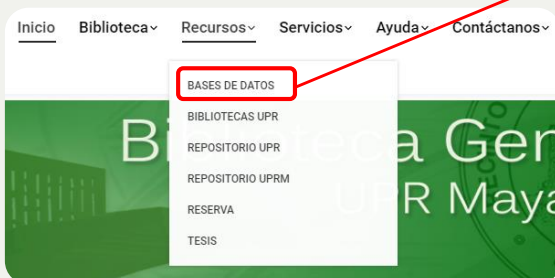 Inicio Biblioteca Recursos Servicios Ayuda Contáctanos
BASES DE DATOS
BIBLIOTECAS UPR
REPOSITORIO UPR
REPOSITORIO UPRM
RESERVA
TESIS
B a Gen
UPR Maya